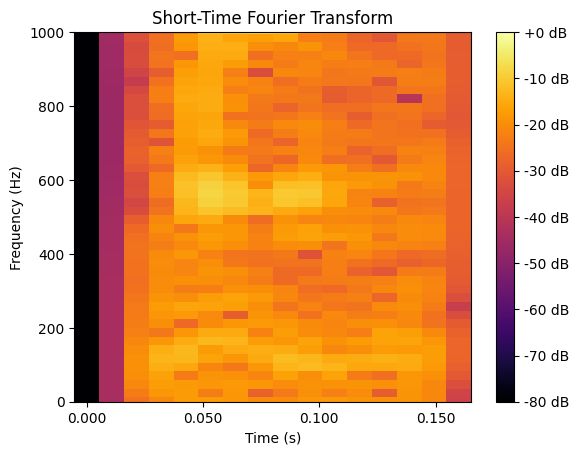 Short-Time Fourier Transform
1000
800
600
400
200
0
Frequency (Hz)
0.000
0.050
0.100
0.150
Time (s)
+0 dB
-10 dB
-20 dB
-30 dB
-40 dB
-50 dB
-60 dB
-70 dB
-80 dB